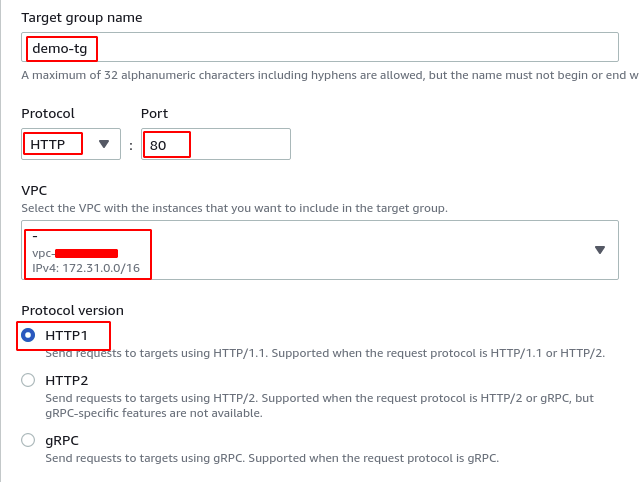 Target group name
demo-tg
A maximum of 32 alphanumeric characters including hyphens are allowed, but the name must not begin or end w
Protocol
Port
HTTP
:
80
VPC
Select the VPC with the instances that you want to include in the target group.
-
vpc-
IPv4: 172.31.0.0/16
Protocol version
HTTP1
Send requests to targets using HTTP/1.1. Supported when the request protocol is HTTP/1.1 or HTTP/2.
HTTP2
Send requests to targets using HTTP/2. Supported when the request protocol is HTTP/2 or gRPC, but
gRPC-specific features are not available.
gRPC
Send requests to targets using gRPC. Supported when the request protocol is gRPC.